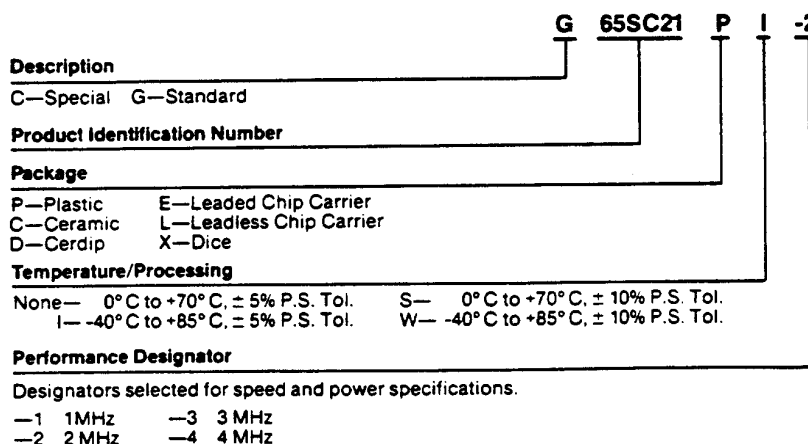 G 65SC21 P I -2
Description
C—Special G—Standard
Product Identification Number
Package
P—Plastic E—Leaded Chip Carrier
C—Ceramic L—Leadless Chip Carrier
D—Cerdip X—Dice
Temperature/Processing
None— 0°C to +70°C, ± 5% P.S. Tol. S— 0°C to +70°C, ± 10% P.S. Tol.
I— -40°C to +85°C, ± 5% P.S. Tol. W— -40°C to +85°C, ± 10% P.S. Tol.
Performance Designator
Designators selected for speed and power specifications.
—1 1MHz —3 3 MHz
—2 2 MHz —4 4 MHz